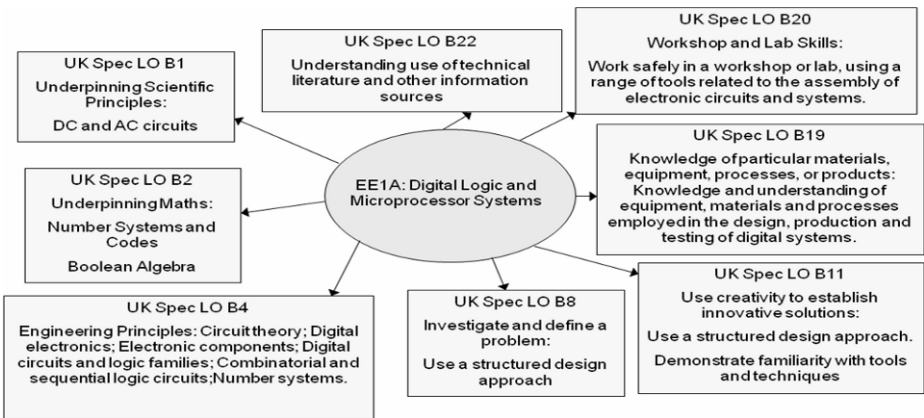 UK Spec LO B1
Underpinning Scientific
Principles:
DC and AC circuits
UK Spec LO B22
Understanding use of technical
literature and other information
sources
UK Spec LO B20
Workshop and Lab Skills:
Work safely in a workshop or lab, using
a range of tools related to the assembly of
electronic circuits and systems.
UK Spec LO B2
Underpinning Maths:
Number Systems and
Codes
Boolean Algebra
EE1A: Digital Logic and
Microprocessor Systems
UK Spec LO B19
Knowledge of particular materials,
equipment, processes, or products:
Knowledge and understanding of
equipment, materials and processes
employed in the design, production and
testing of digital systems.
UK Spec LO B4
Engineering Principles: Circuit theory; Digital
electronics; Electronic components; Digital
circuits and logic families; Combinatorial and
sequential logic circuits;Number systems.
UK Spec LO B8
Investigate and define a
problem:
Use a structured design
approach
UK Spec LO B11
Use creativity to establish
innovative solutions:
Use a structured design approach.
Demonstrate familiarity with tools
and techniques